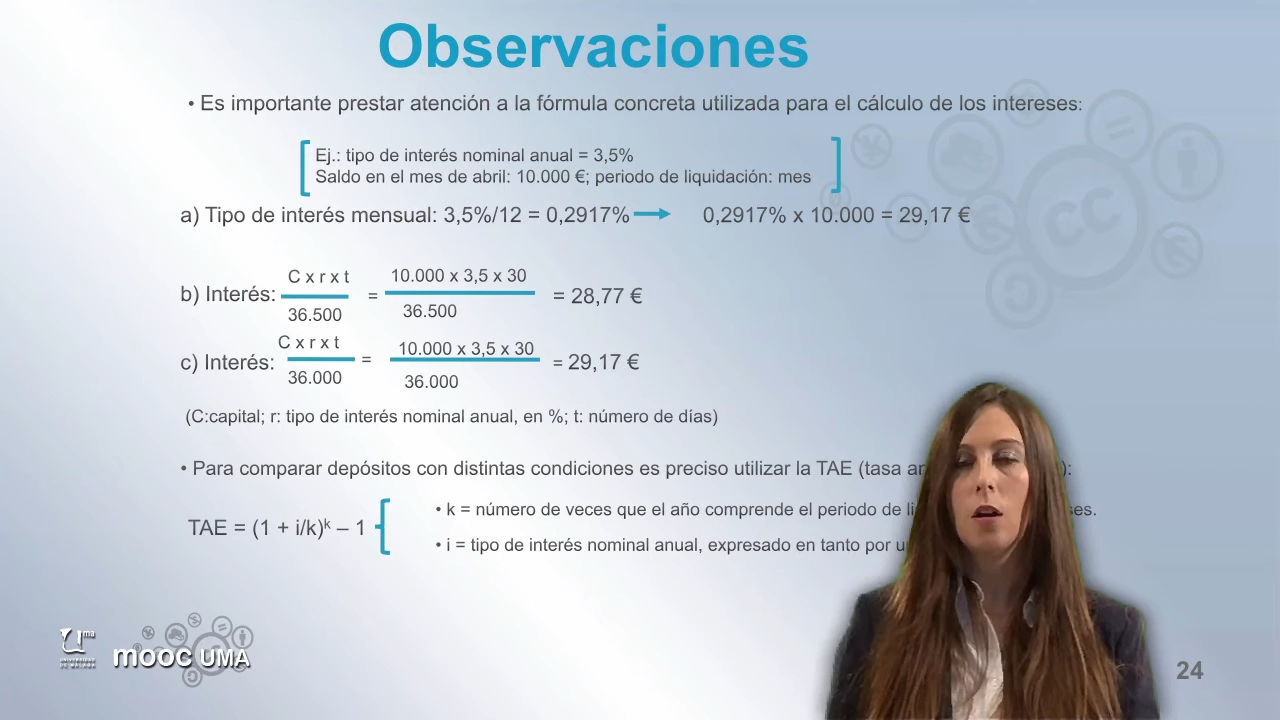 Observaciones
• Es importante prestar atención a la fórmula concreta utilizada para el cálculo de los intereses:
Ej.: tipo de interés nominal anual = 3,5%
Saldo en el mes de abril: 10.000 €; periodo de liquidación: mes
a) Tipo de interés mensual: 3,5%/12 = 0,2917% 0,2917% x 10.000 = 29,17 €
C x r x t 10.000 x 3,5 x 30
b) Interés: = = 28,77 €
36.500 36.500
C x r x t 10.000 x 3,5 x 30
c) Interés: = = 29,17 €
36.000 36.000
(C:capital; r: tipo de interés nominal anual, en %; t: número de días)
• Para comparar depósitos con distintas condiciones es preciso utilizar la TAE (tasa ):
• k = número de veces que el año comprende el periodo de
TAE = (1 + i/k)ᵏ – 1
• i = tipo de interés nominal anual, expresado en tanto por
uma
UNIVERSIDAD
DE MÁLAGA
mooc UMA
24